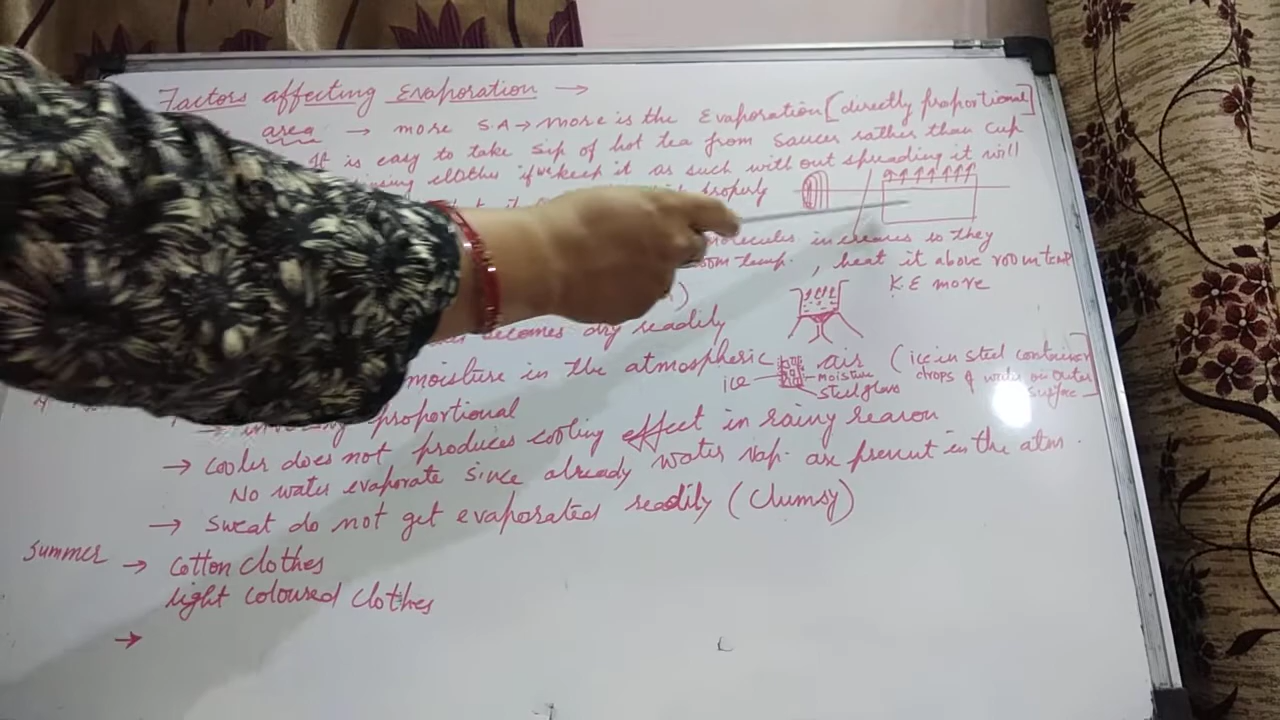 Factors affecting Evaporation →
area → more S.A → more is the Evaporation [directly proportional]
It is easy to take sip of hot tea from saucer rather than cup
clothes if we keep it as such with out spreading it will
properly
molecules increases so they
room temp. , heat it above room temp
K.E more
becomes dry readily
moisture in the atmospheric air (ice in steel container
drops of water on outer
surface]
ice
moisture
steel glass
proportional
→ cooler does not produces cooling effect in rainy season
No water evaporate since already water vap. are present in the atm.
→ sweat do not get evaporated readily (Clumsy)
Summer → Cotton clothes
light coloured clothes
→